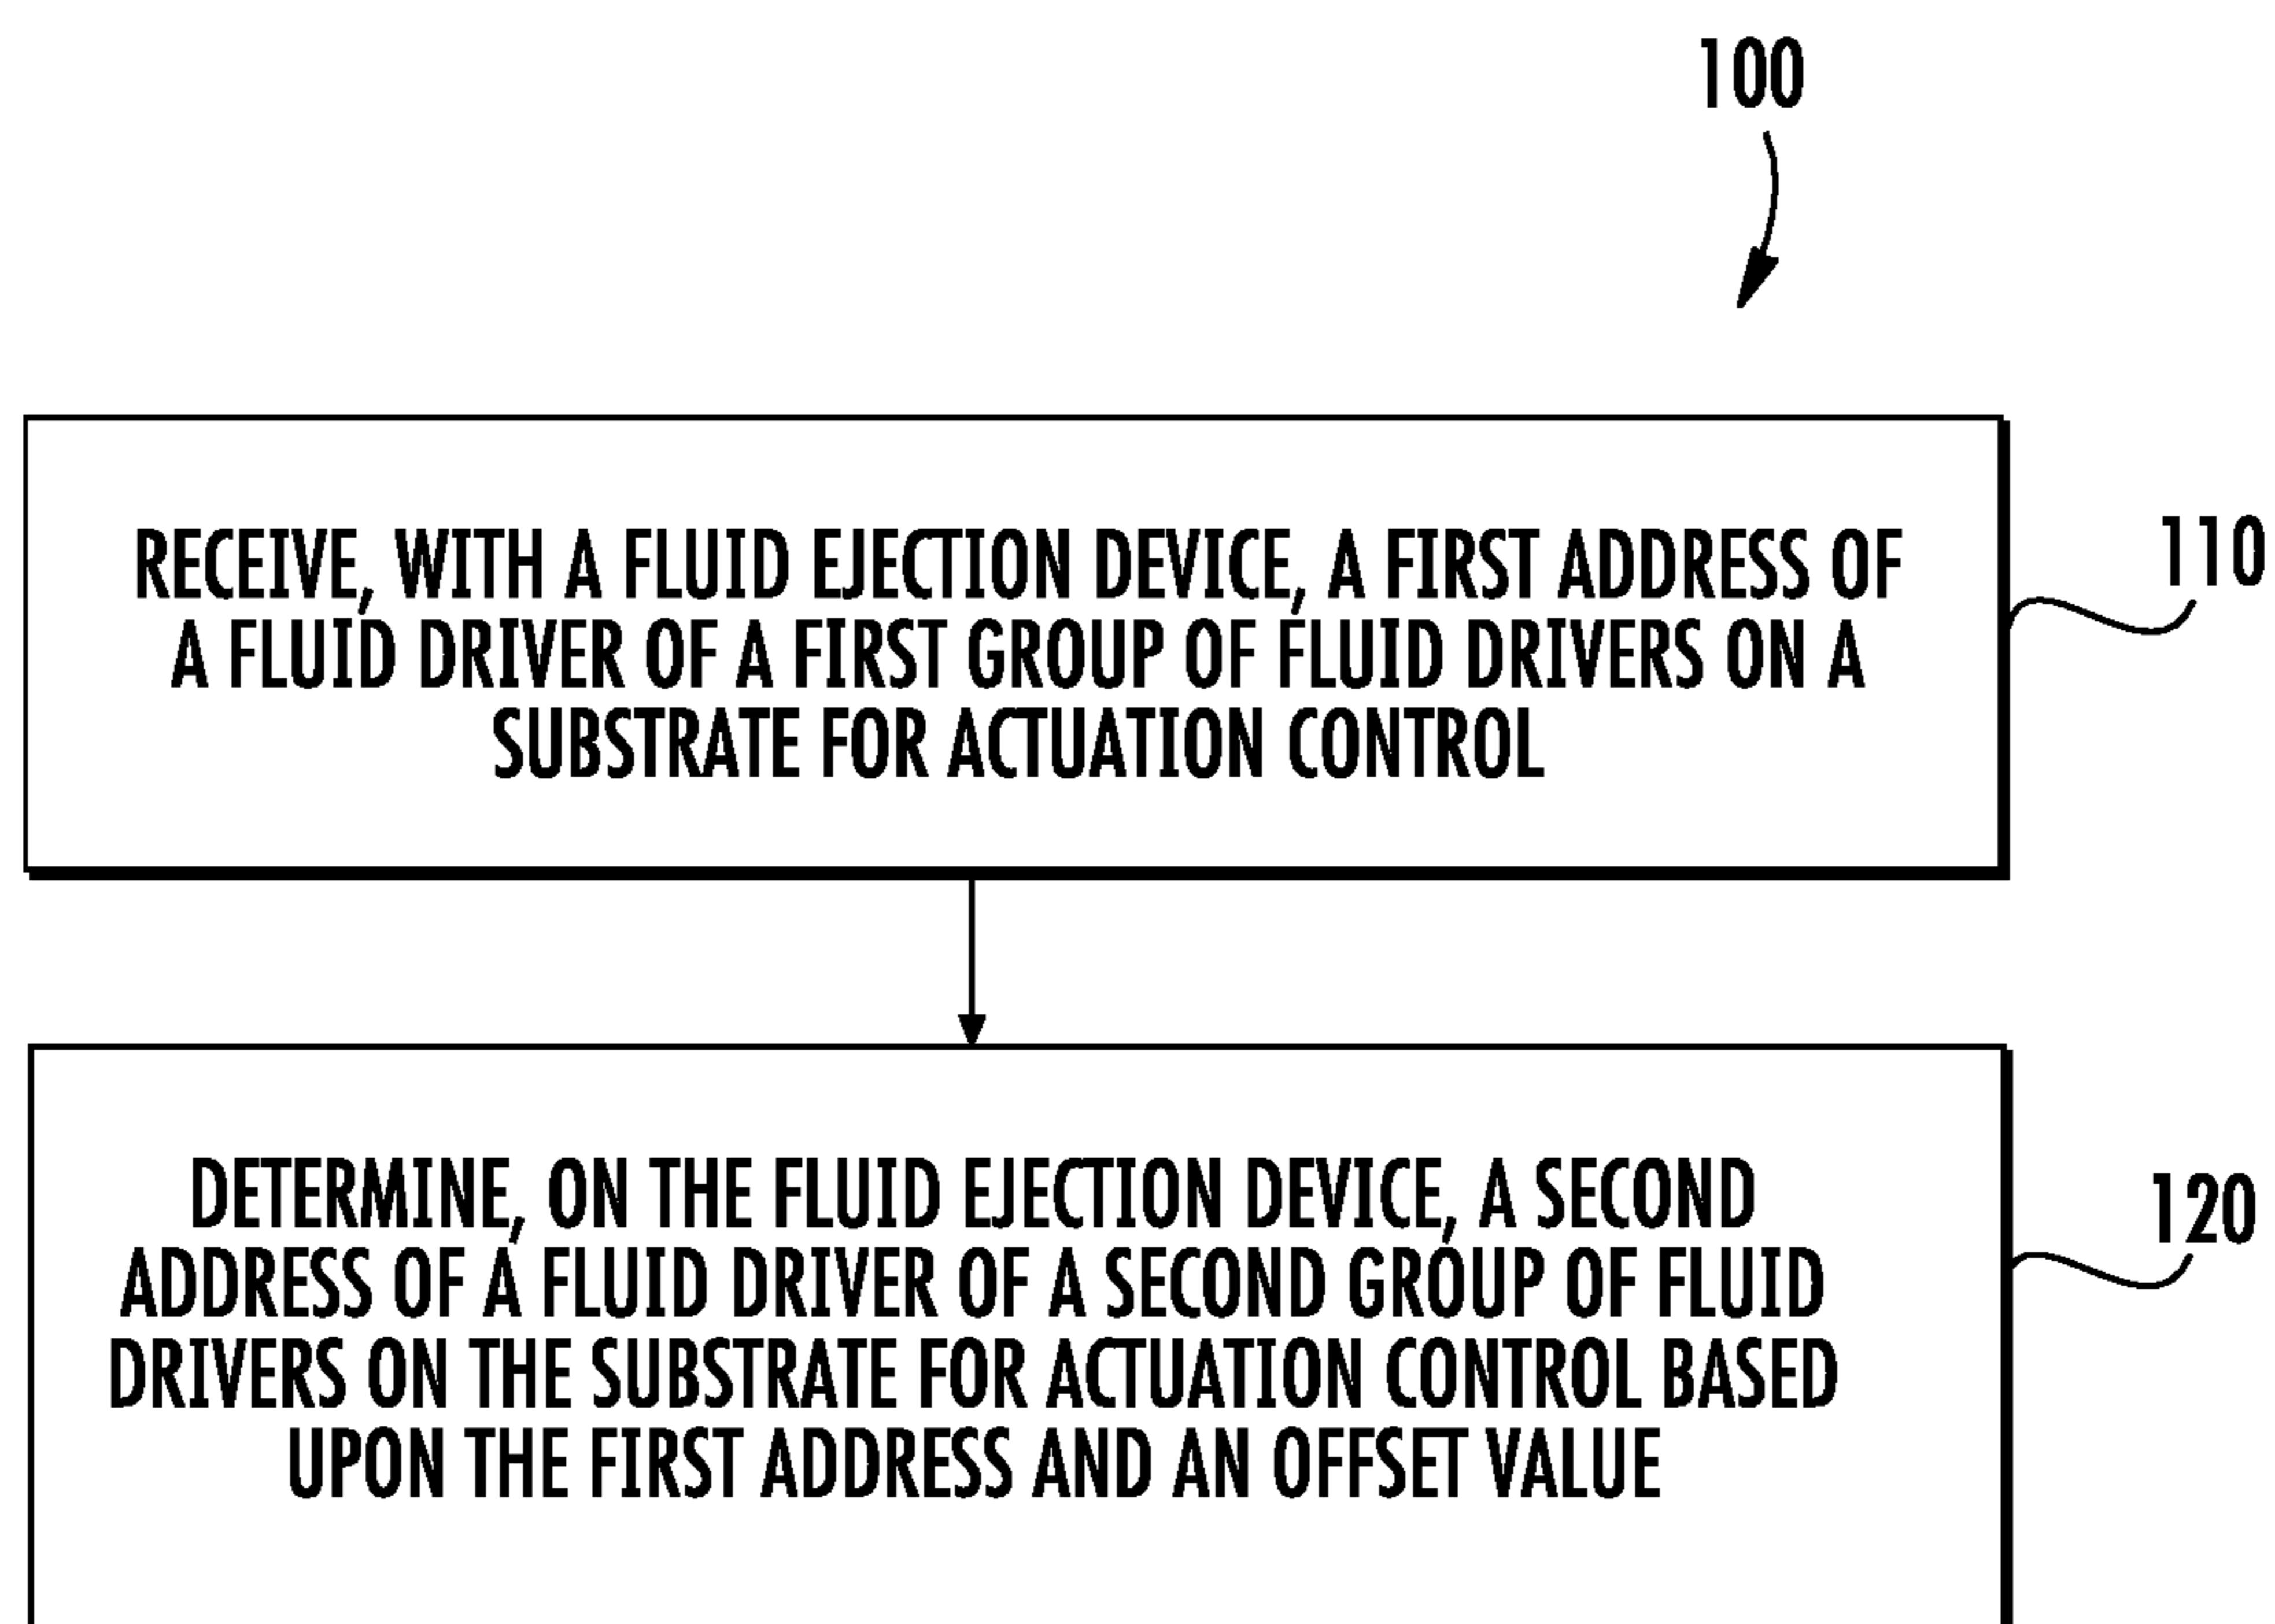 100
RECEIVE, WITH A FLUID EJECTION DEVICE, A FIRST ADDRESS OF
A FLUID DRIVER OF A FIRST GROUP OF FLUID DRIVERS ON A
SUBSTRATE FOR ACTUATION CONTROL
110
DETERMINE, ON THE FLUID EJECTION DEVICE, A SECOND
ADDRESS OF A FLUID DRIVER OF A SECOND GROUP OF FLUID
DRIVERS ON THE SUBSTRATE FOR ACTUATION CONTROL BASED
UPON THE FIRST ADDRESS AND AN OFFSET VALUE
120